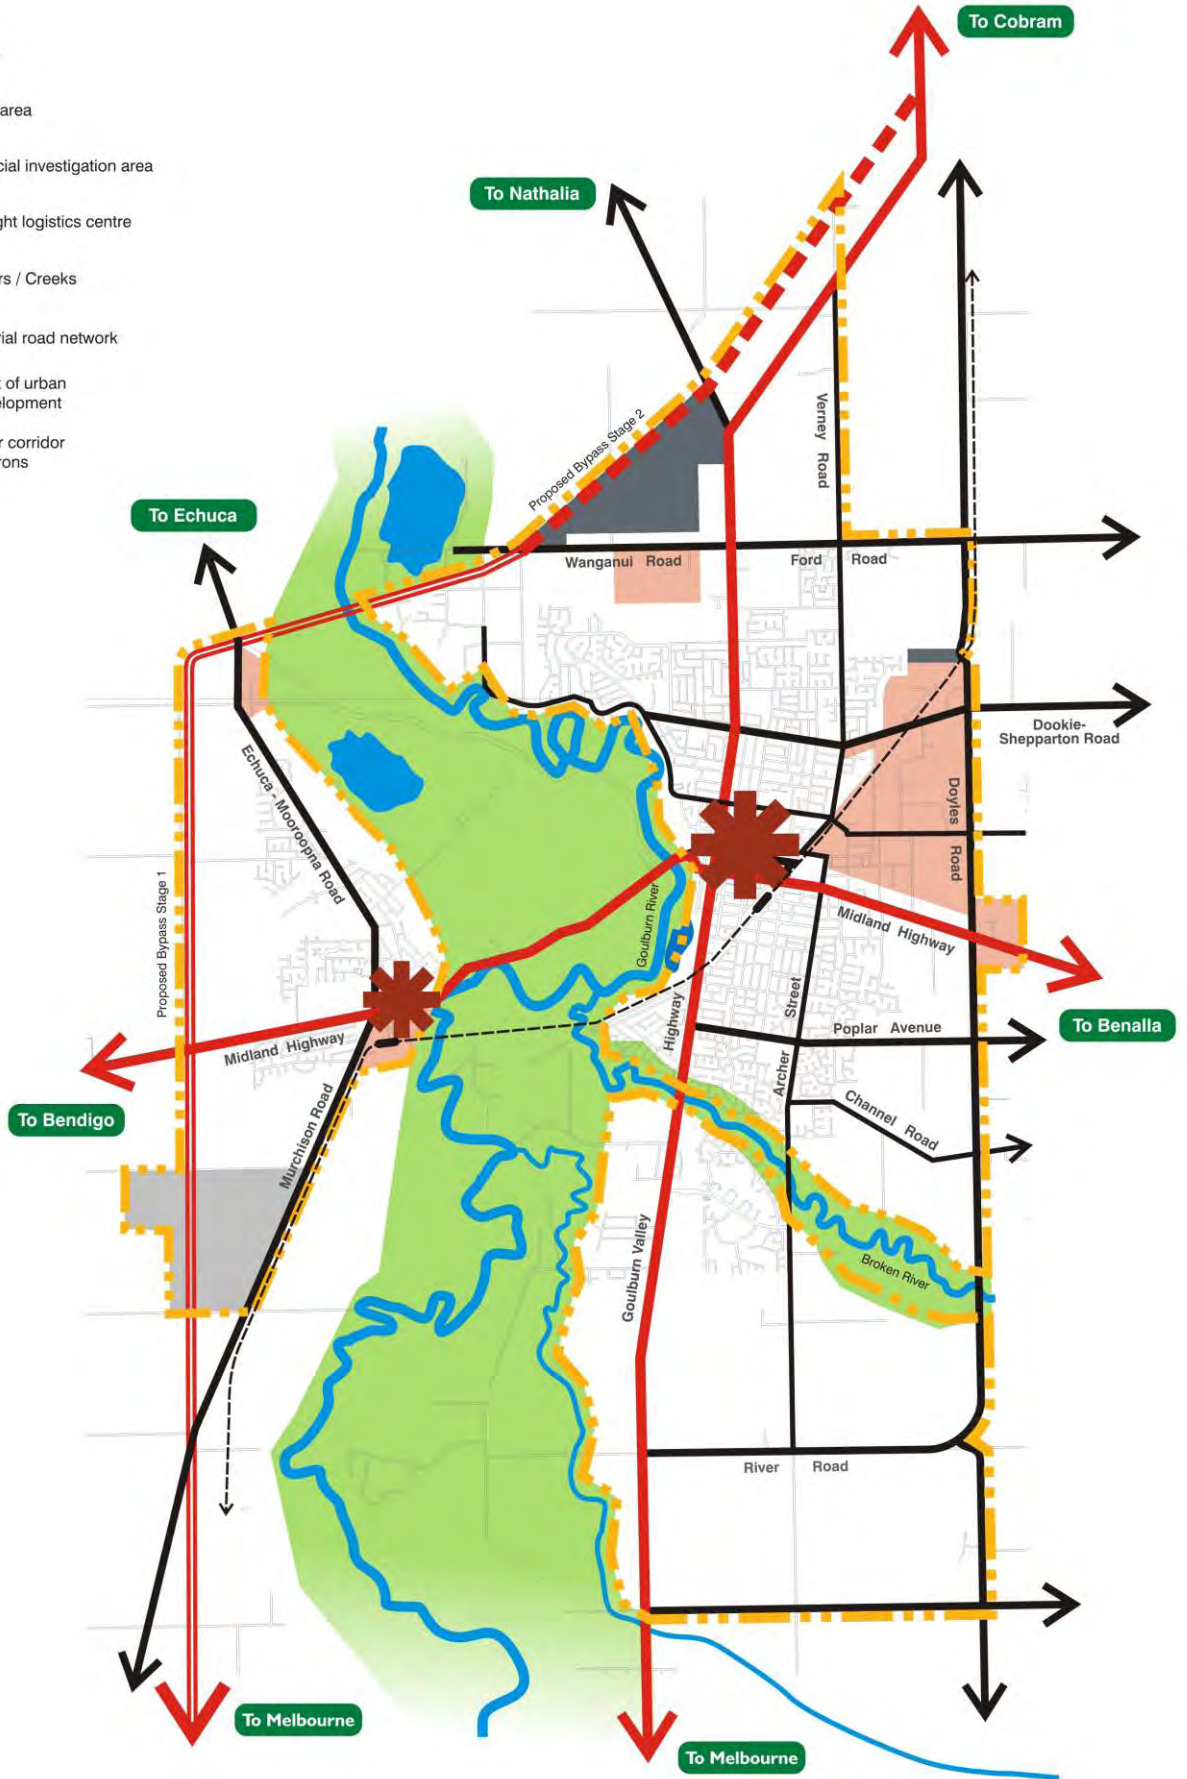 To Cobram
area
cial investigation area
To Nathalia
ght logistics centre
rs / Creeks
rial road network
t of urban
elopment
r corridor
rons
Verney Road
Proposed Bypass Stage 2
To Echuca
Wanganui Road
Ford Road
Dookie-
Shepparton Road
Echuca - Mooroopna Road
Doyles Road
Proposed Bypass Stage 1
Goulburn River
Midland Highway
Midland Highway
To Benalla
Poplar Avenue
Archer Street
Channel Road
To Bendigo
Murchison Road
Goulburn Valley Highway
Broken River
River Road
To Melbourne
To Melbourne